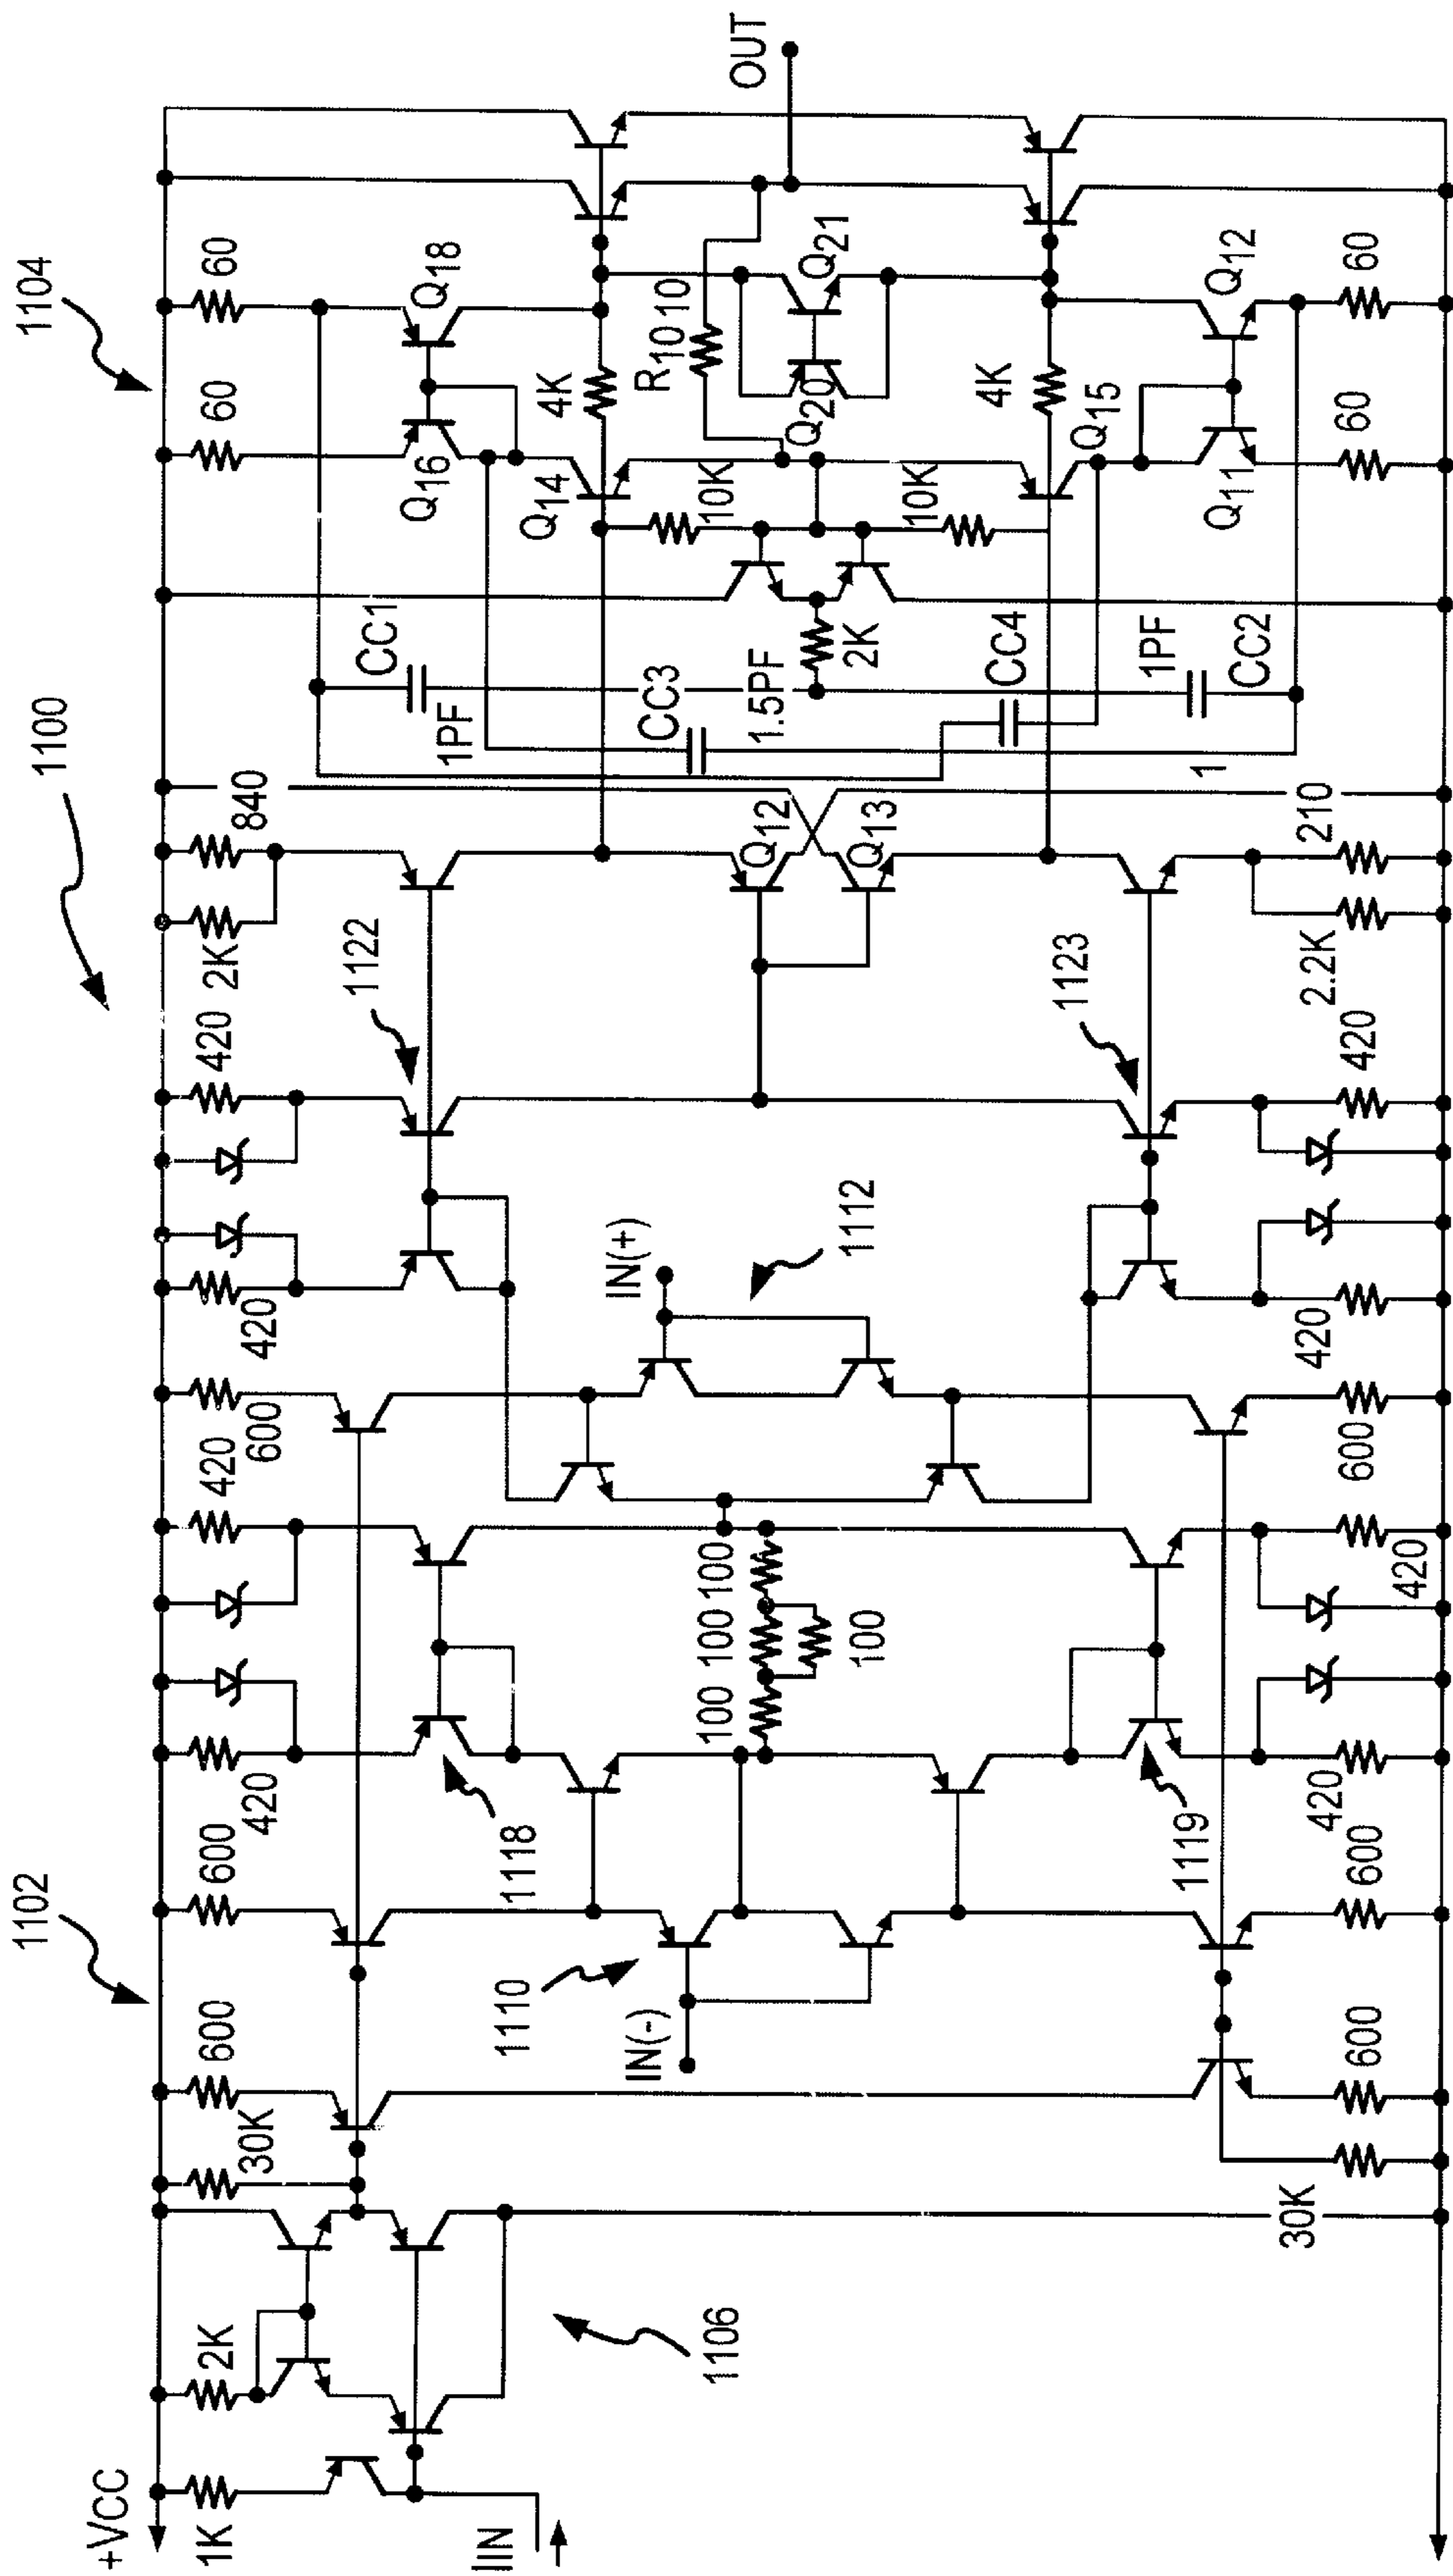 1100
1102
1104
+VCC
1K
2K
30K
600
600
420
420
600
420
420
2K
840
60
60
IIN
1106
1110
IN(-)
1118
1119
100
100
100
100
IN(+)
1112
1122
1123
Q12
Q13
CC1
1PF
CC3
1.5PF
CC4
1
1PF
CC2
2K
10K
10K
Q14
Q16
Q18
4K
R10 10
Q20
Q21
4K
Q15
Q11
Q12
OUT
30K
600
600
420
420
600
420
420
2.2K
210
60
60